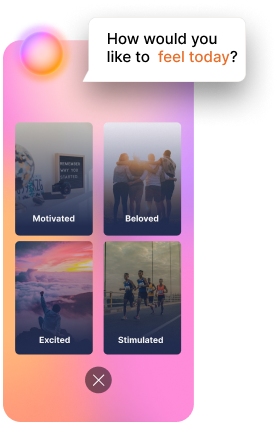 How would you
like to feel today?
REMEMBER
WHY YOU
STARTED
Motivated
Beloved
Excited
Stimulated